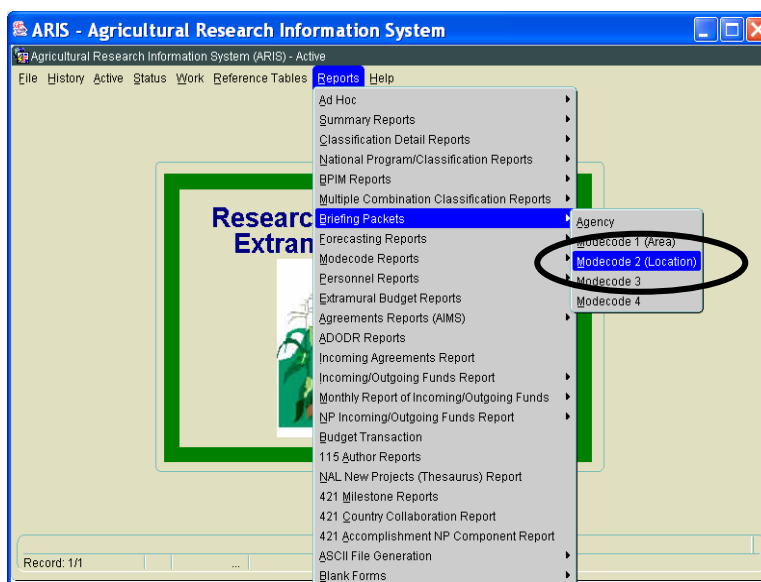 ARIS - Agricultural Research Information System
Agricultural Research Information System (ARIS) - Active
File History Active Status Work Reference Tables Reports Help
Ad Hoc
Summary Reports
Classification Detail Reports
National Program/Classification Reports
BPIM Reports
Multiple Combination Classification Reports
Briefing Packets
Agency
Modecode 1 (Area)
Modecode 2 (Location)
Modecode 3
Modecode 4
Forecasting Reports
Modecode Reports
Personnel Reports
Extramural Budget Reports
Agreements Reports (AIMS)
ADODR Reports
Incoming Agreements Report
Incoming/Outgoing Funds Report
Monthly Report of Incoming/Outgoing Funds
NP Incoming/Outgoing Funds Report
Budget Transaction
115 Author Reports
NAL New Projects (Thesaurus) Report
421 Milestone Reports
421 Country Collaboration Report
421 Accomplishment NP Component Report
ASCII File Generation
Blank Forms
Researc
Extran
Record: 1/1
...